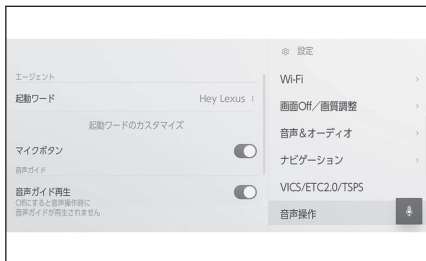 エージェント
起動ワード
Hey Lexus
起動ワードのカスタマイズ
マイクボタン
音声ガイド
音声ガイド再生
Offにすると音声操作時に
音声ガイドが再生されません
設定
Wi-Fi
画面Off／画質調整
音声＆オーディオ
ナビゲーション
VICS/ETC2.0/TSPS
音声操作